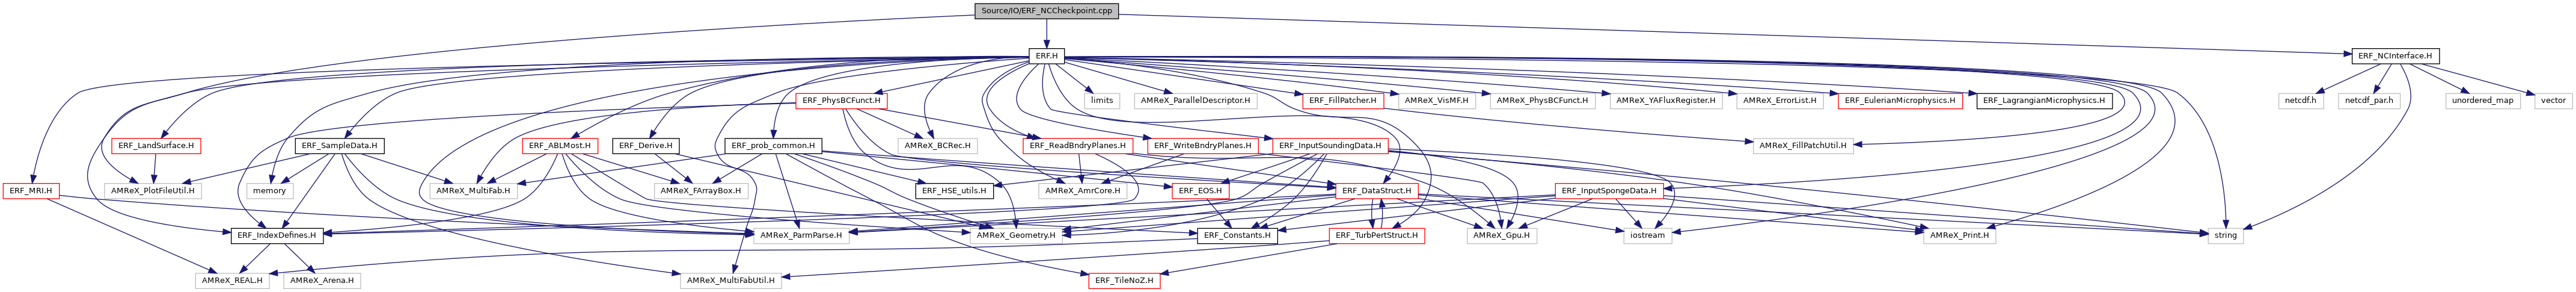 Source/IO/ERF_NCCheckpoint.cpp
ERF.H
ERF_NCInterface.H
ERF_PhysBCFunct.H
limits
AMReX_ParallelDescriptor.H
ERF_FillPatcher.H
AMReX_VisMF.H
AMReX_PhysBCFunct.H
AMReX_YAFluxRegister.H
AMReX_ErrorList.H
ERF_EulerianMicrophysics.H
ERF_LagrangianMicrophysics.H
netcdf.h
netcdf_par.h
unordered_map
vector
ERF_LandSurface.H
ERF_SampleData.H
ERF_ABLMost.H
ERF_Derive.H
ERF_prob_common.H
AMReX_BCRec.H
ERF_ReadBndryPlanes.H
ERF_WriteBndryPlanes.H
ERF_InputSoundingData.H
AMReX_FillPatchUtil.H
ERF_MRI.H
AMReX_PlotFileUtil.H
memory
AMReX_MultiFab.H
AMReX_FArrayBox.H
ERF_HSE_utils.H
AMReX_AmrCore.H
ERF_EOS.H
ERF_DataStruct.H
ERF_InputSpongeData.H
ERF_IndexDefines.H
AMReX_ParmParse.H
AMReX_Geometry.H
ERF_Constants.H
ERF_TurbPertStruct.H
AMReX_Gpu.H
iostream
AMReX_Print.H
string
AMReX_REAL.H
AMReX_Arena.H
AMReX_MultiFabUtil.H
ERF_TileNoZ.H